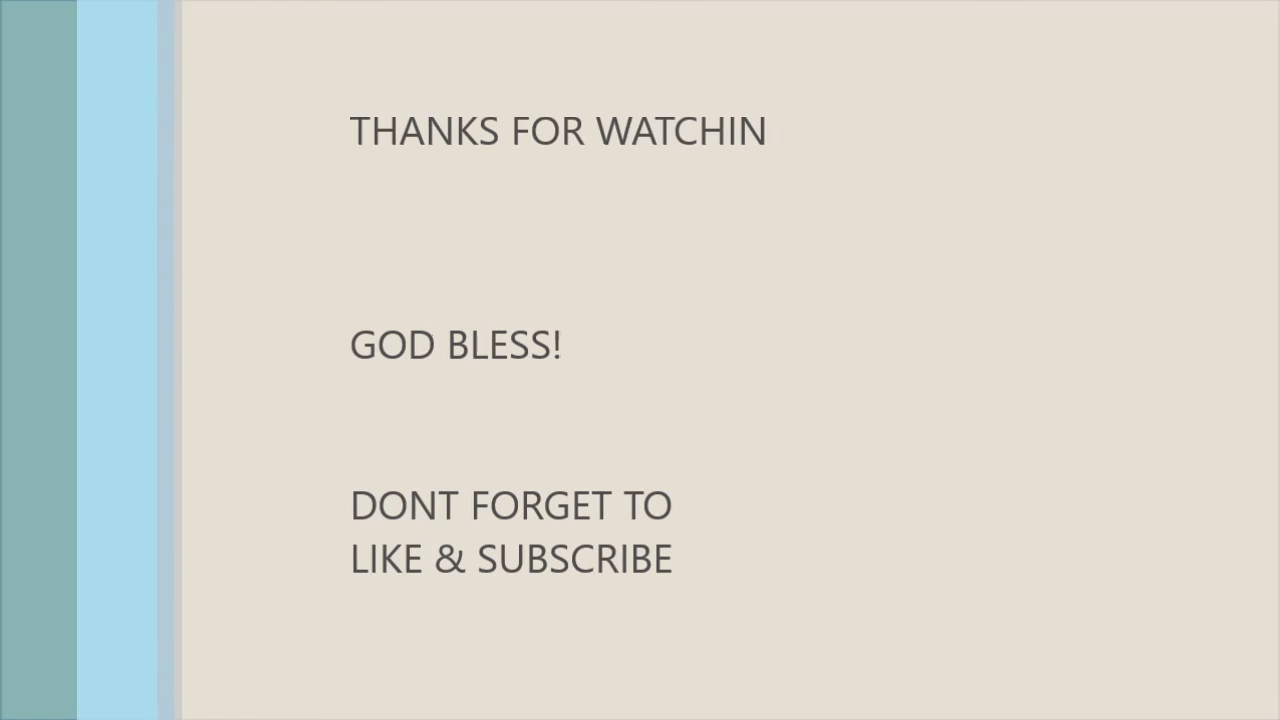 THANKS FOR WATCHIN
GOD BLESS!
DONT FORGET TO
LIKE & SUBSCRIBE